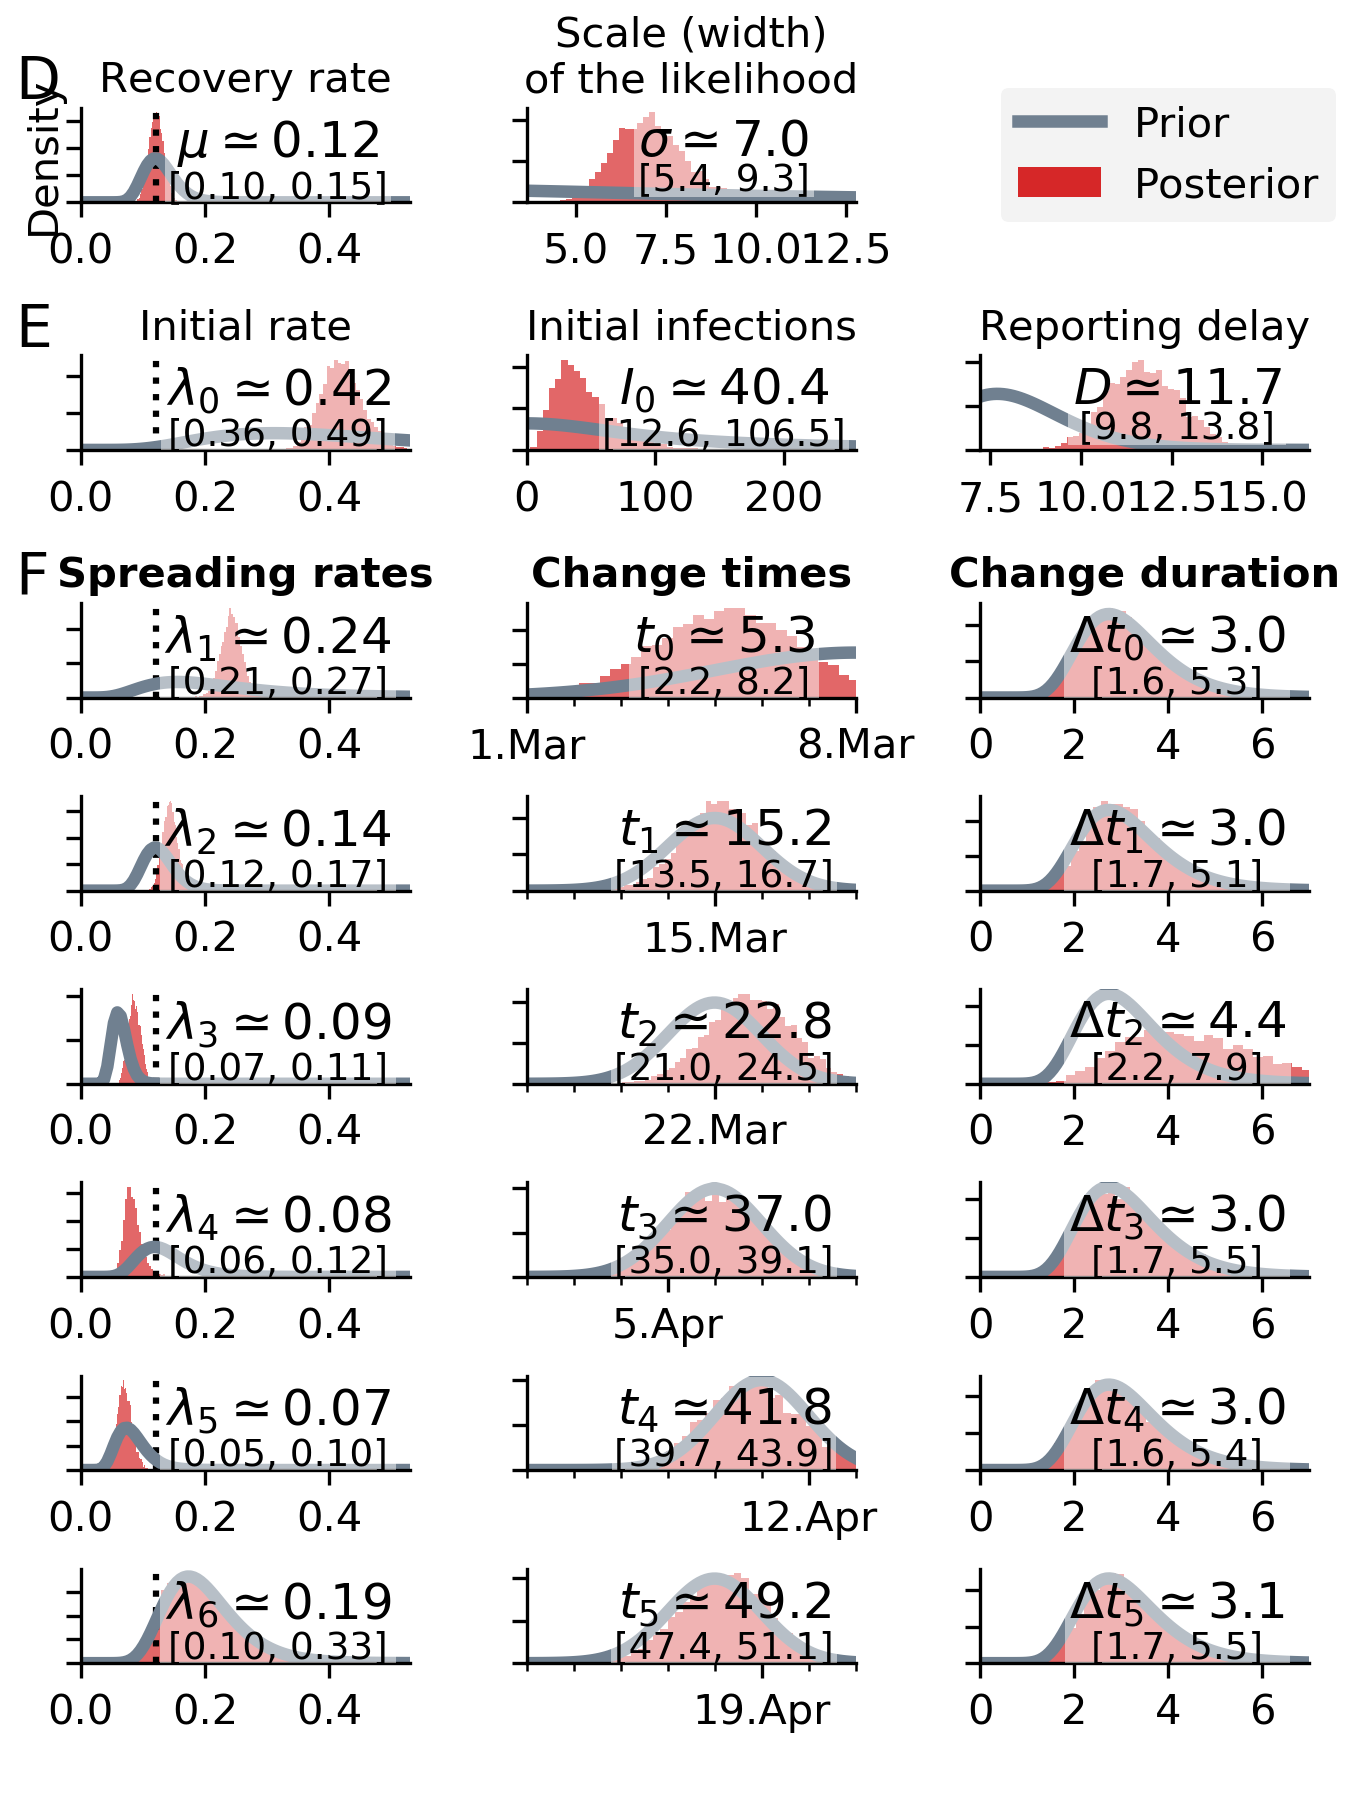 D
Recovery rate
Density
μ ≃ 0.12
[0.10, 0.15]
0.0 0.2 0.4
Scale (width)
of the likelihood
σ ≃ 7.0
[5.4, 9.3]
5.0 7.5 10.0 12.5
Prior
Posterior
E
Initial rate
λ0 ≃ 0.42
[0.36, 0.49]
0.0 0.2 0.4
Initial infections
I0 ≃ 40.4
[12.6, 106.5]
0 100 200
Reporting delay
D ≃ 11.7
[9.8, 13.8]
7.5 10.0 12.5 15.0
F
Spreading rates Change times Change duration
λ1 ≃ 0.24
[0.21, 0.27]
0.0 0.2 0.4
t0 ≃ 5.3
[2.2, 8.2]
1.Mar 8.Mar
Δt0 ≃ 3.0
[1.6, 5.3]
0 2 4 6
λ2 ≃ 0.14
[0.12, 0.17]
0.0 0.2 0.4
t1 ≃ 15.2
[13.5, 16.7]
15.Mar
Δt1 ≃ 3.0
[1.7, 5.1]
0 2 4 6
λ3 ≃ 0.09
[0.07, 0.11]
0.0 0.2 0.4
t2 ≃ 22.8
[21.0, 24.5]
22.Mar
Δt2 ≃ 4.4
[2.2, 7.9]
0 2 4 6
λ4 ≃ 0.08
[0.06, 0.12]
0.0 0.2 0.4
t3 ≃ 37.0
[35.0, 39.1]
5.Apr
Δt3 ≃ 3.0
[1.7, 5.5]
0 2 4 6
λ5 ≃ 0.07
[0.05, 0.10]
0.0 0.2 0.4
t4 ≃ 41.8
[39.7, 43.9]
12.Apr
Δt4 ≃ 3.0
[1.6, 5.4]
0 2 4 6
λ6 ≃ 0.19
[0.10, 0.33]
0.0 0.2 0.4
t5 ≃ 49.2
[47.4, 51.1]
19.Apr
Δt5 ≃ 3.1
[1.7, 5.5]
0 2 4 6